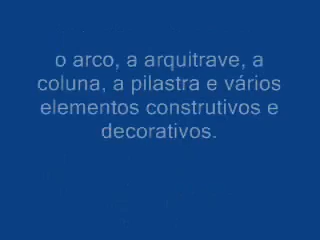 o arco, a arquitrave, a
coluna, a pilastra e vários
elementos construtivos e
decorativos.